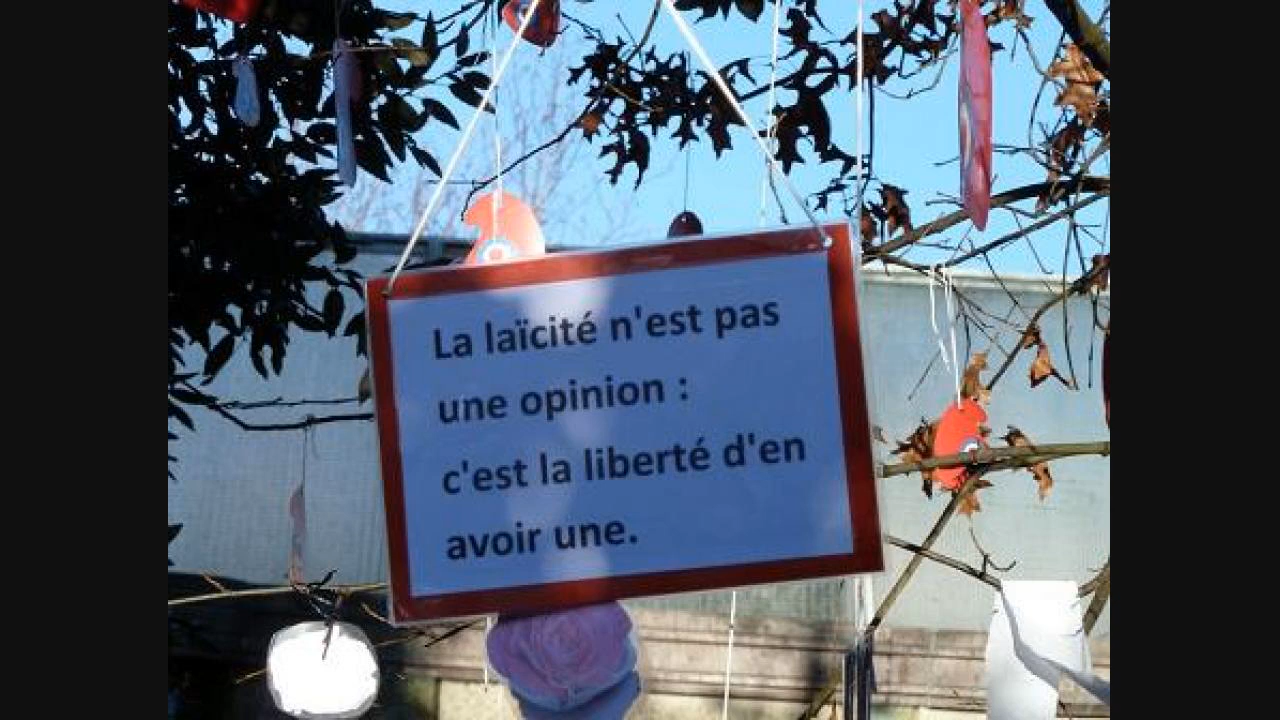 La laïcité n'est pas
une opinion :
c'est la liberté d'en
avoir une.